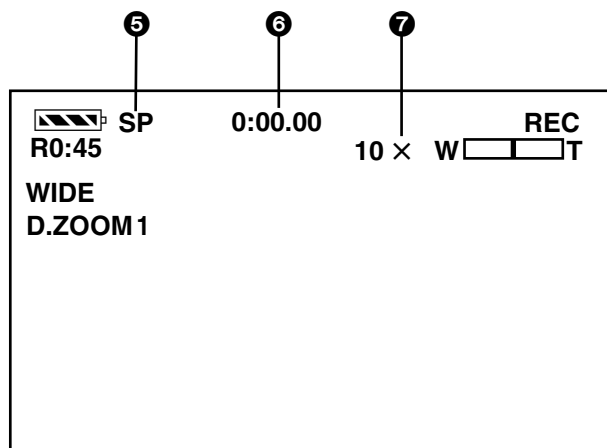 ❺ ❻ ❼
SP 0:00.00 REC
R0:45 10 × W T
WIDE
D.ZOOM1